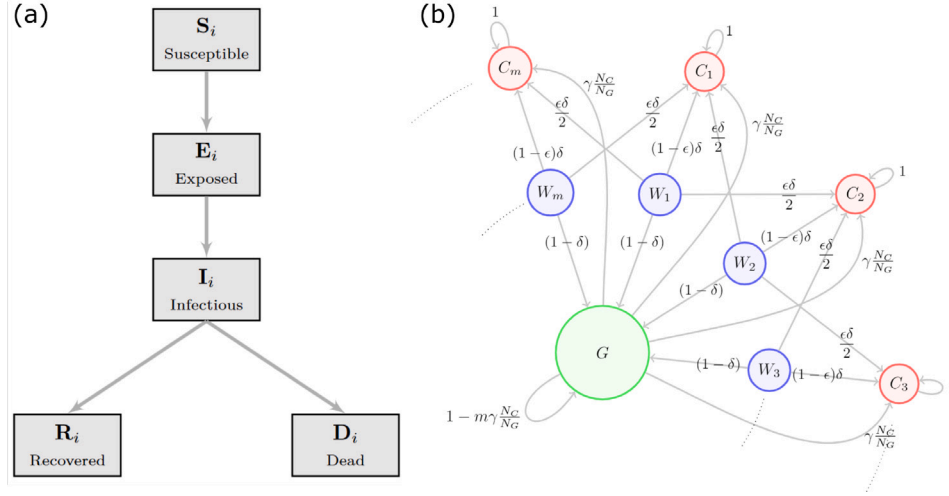 (a)
S_i
Susceptible
E_i
Exposed
I_i
Infectious
R_i
Recovered
D_i
Dead
(b)
1
1
C_m
C_1
γ N_C/N_G
γ N_C/N_G
ϵδ/2
ϵδ/2
ϵδ/2
(1−ϵ)δ
(1−ϵ)δ
1
W_m
W_1
ϵδ/2
C_2
(1−δ)
(1−δ)
(1−ϵ)δ
ϵδ/2
W_2
γ N_C/N_G
(1−δ)
G
ϵδ/2
(1−δ)
W_3
(1−ϵ)δ
C_3
1−mγ N_C/N_G
γ N_C/N_G